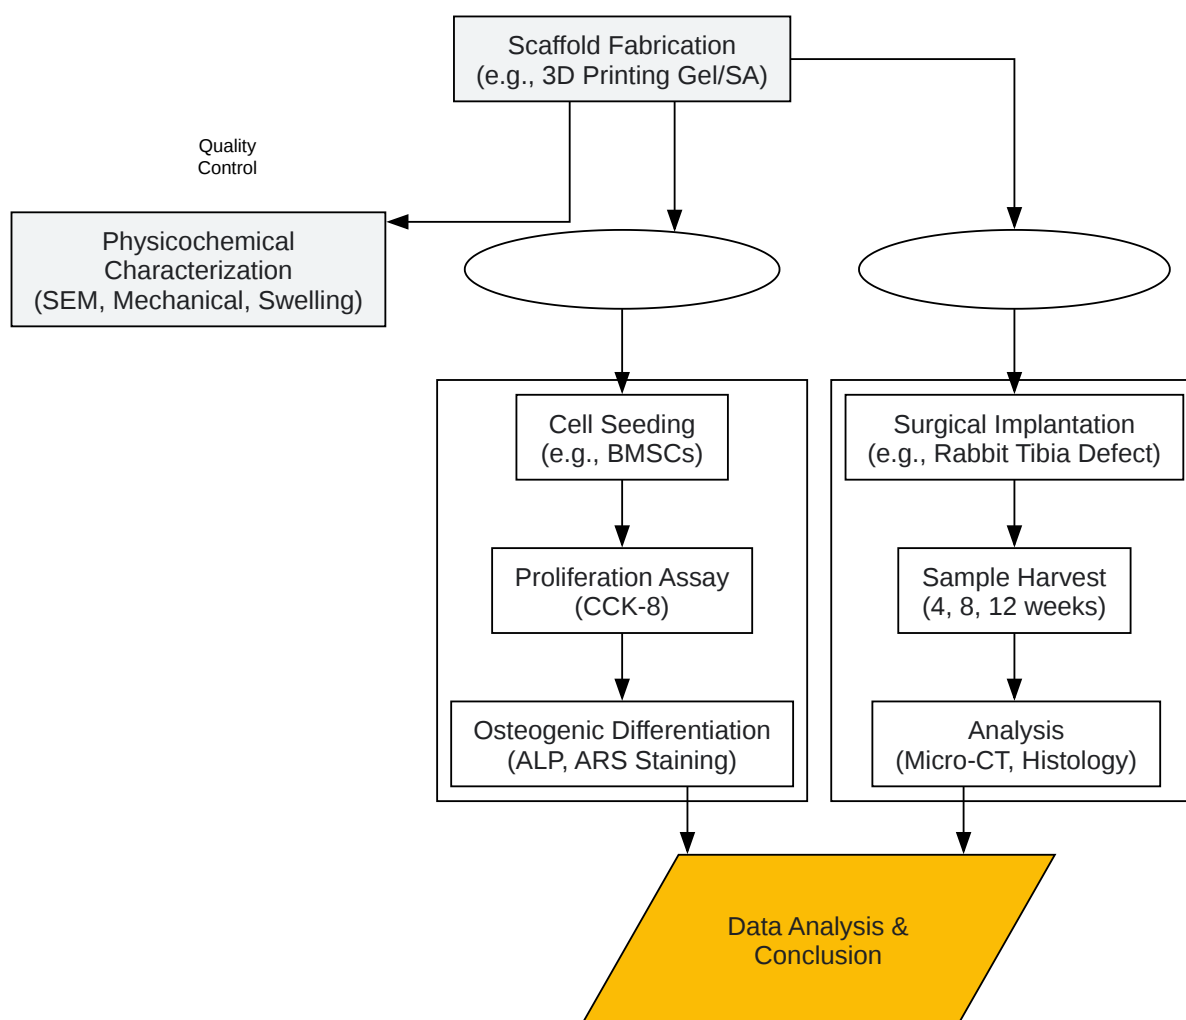 Scaffold Fabrication
(e.g., 3D Printing Gel/SA)
Quality
Control
Physicochemical
Characterization
(SEM, Mechanical, Swelling)
Cell Seeding
(e.g., BMSCs)
Proliferation Assay
(CCK-8)
Osteogenic Differentiation
(ALP, ARS Staining)
Surgical Implantation
(e.g., Rabbit Tibia Defect)
Sample Harvest
(4, 8, 12 weeks)
Analysis
(Micro-CT, Histology)
Data Analysis &
Conclusion